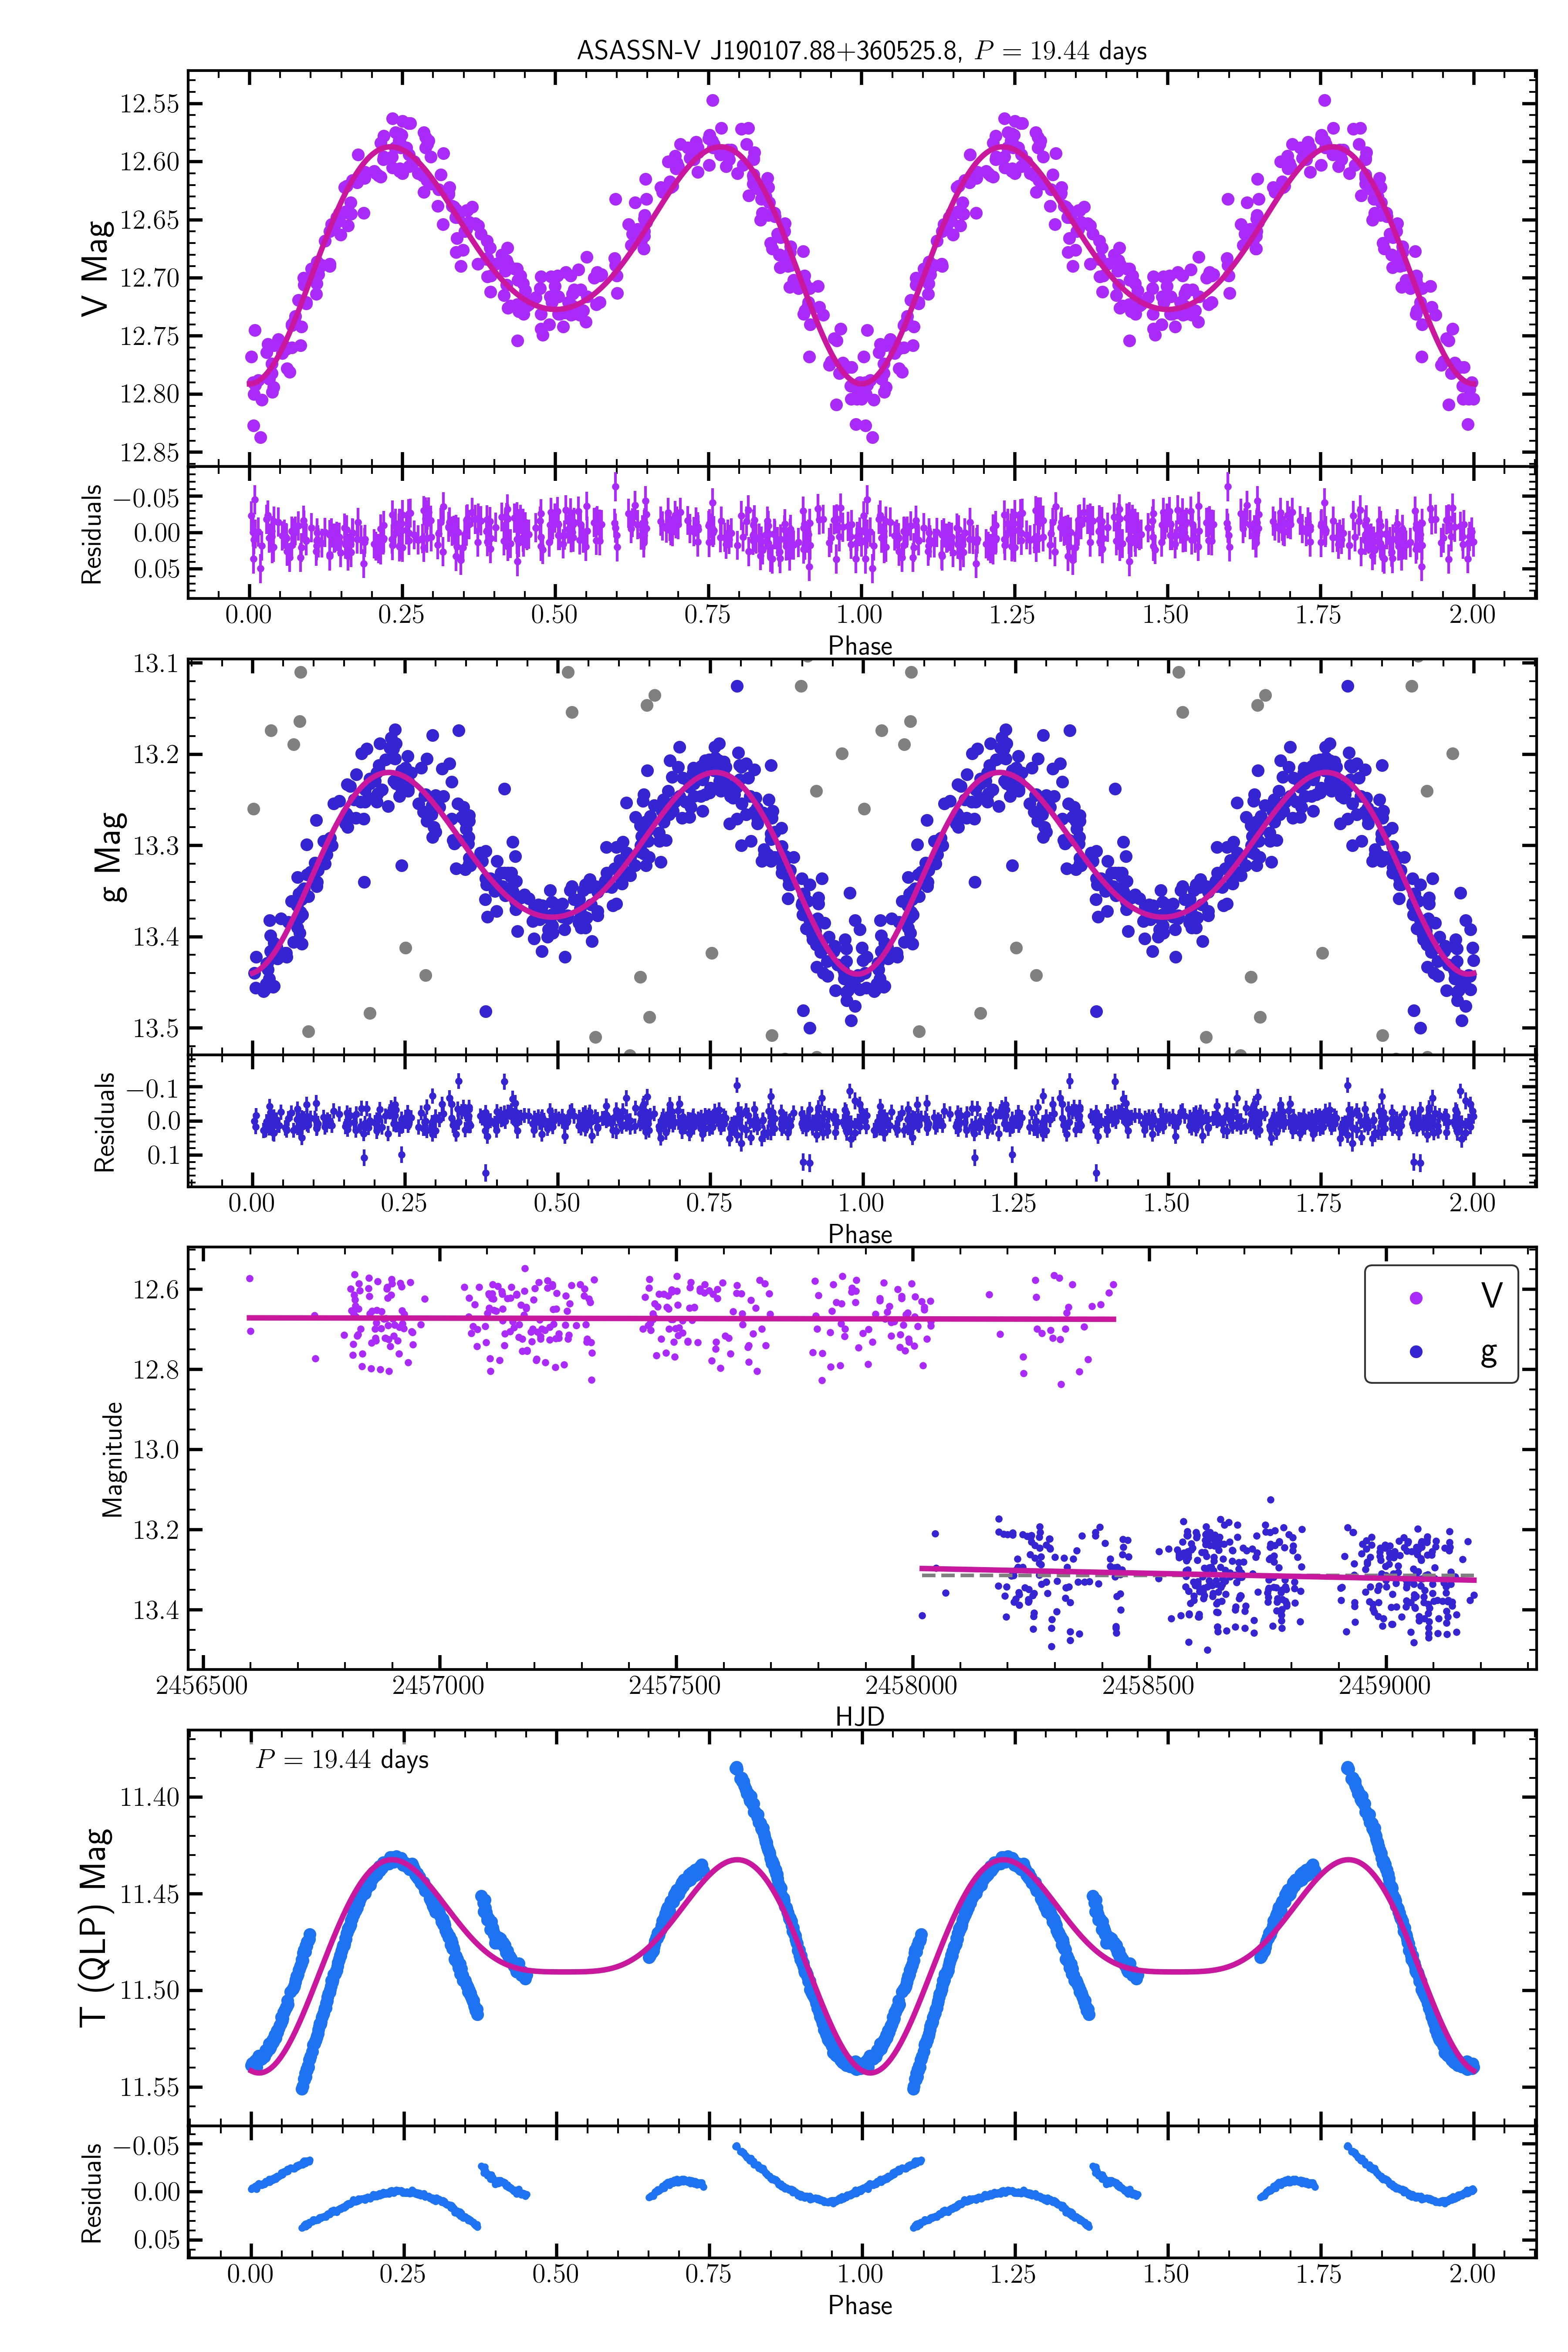 ASASSN-V J190107.88+360525.8, P = 19.44 days
V Mag
12.55
12.60
12.65
12.70
12.75
12.80
12.85
Residuals
−0.05
0.00
0.05
0.00 0.25 0.50 0.75 1.00 1.25 1.50 1.75 2.00
Phase
g Mag
13.1
13.2
13.3
13.4
13.5
Residuals
−0.1
0.0
0.1
0.00 0.25 0.50 0.75 1.00 1.25 1.50 1.75 2.00
Phase
Magnitude
12.6
12.8
13.0
13.2
13.4
V
g
2456500 2457000 2457500 2458000 2458500 2459000
HJD
P = 19.44 days
T (QLP) Mag
11.40
11.45
11.50
11.55
Residuals
−0.05
0.00
0.05
0.00 0.25 0.50 0.75 1.00 1.25 1.50 1.75 2.00
Phase